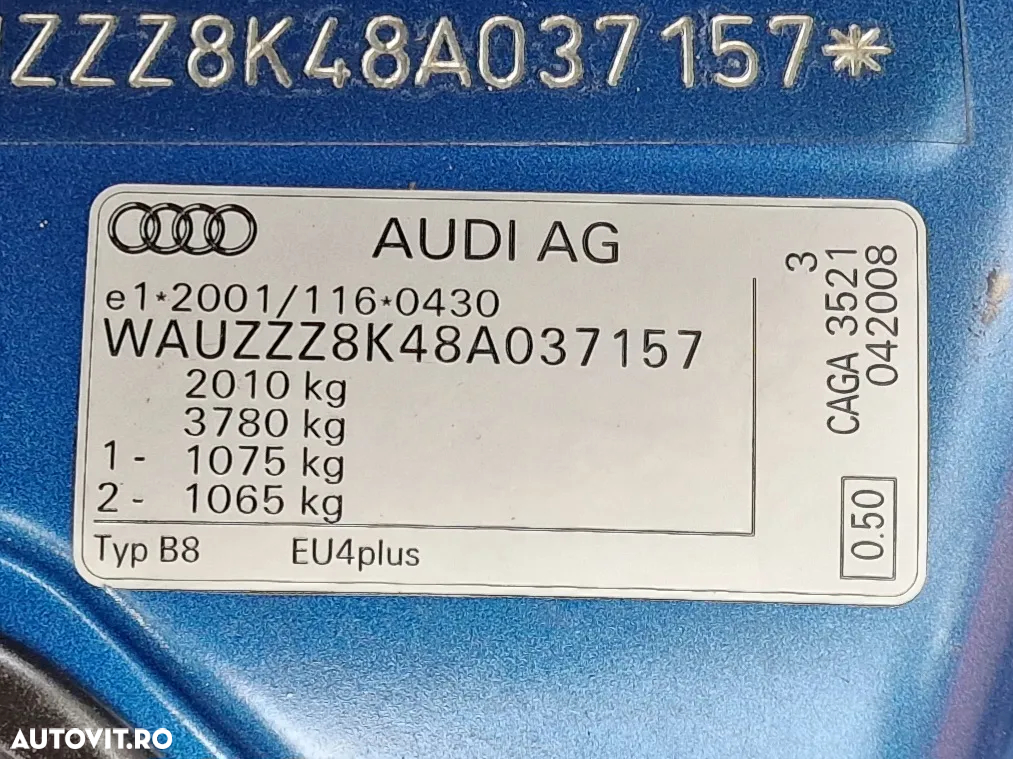 ZZZ8K48A037157*
AUDI AG
e1*2001/116*0430
WAUZZZ8K48A037157
2010 kg
3780 kg
1- 1075 kg
2- 1065 kg
Typ B8 EU4plus
3
CAGA 3521
042008
0.50
AUTOVIT.RO